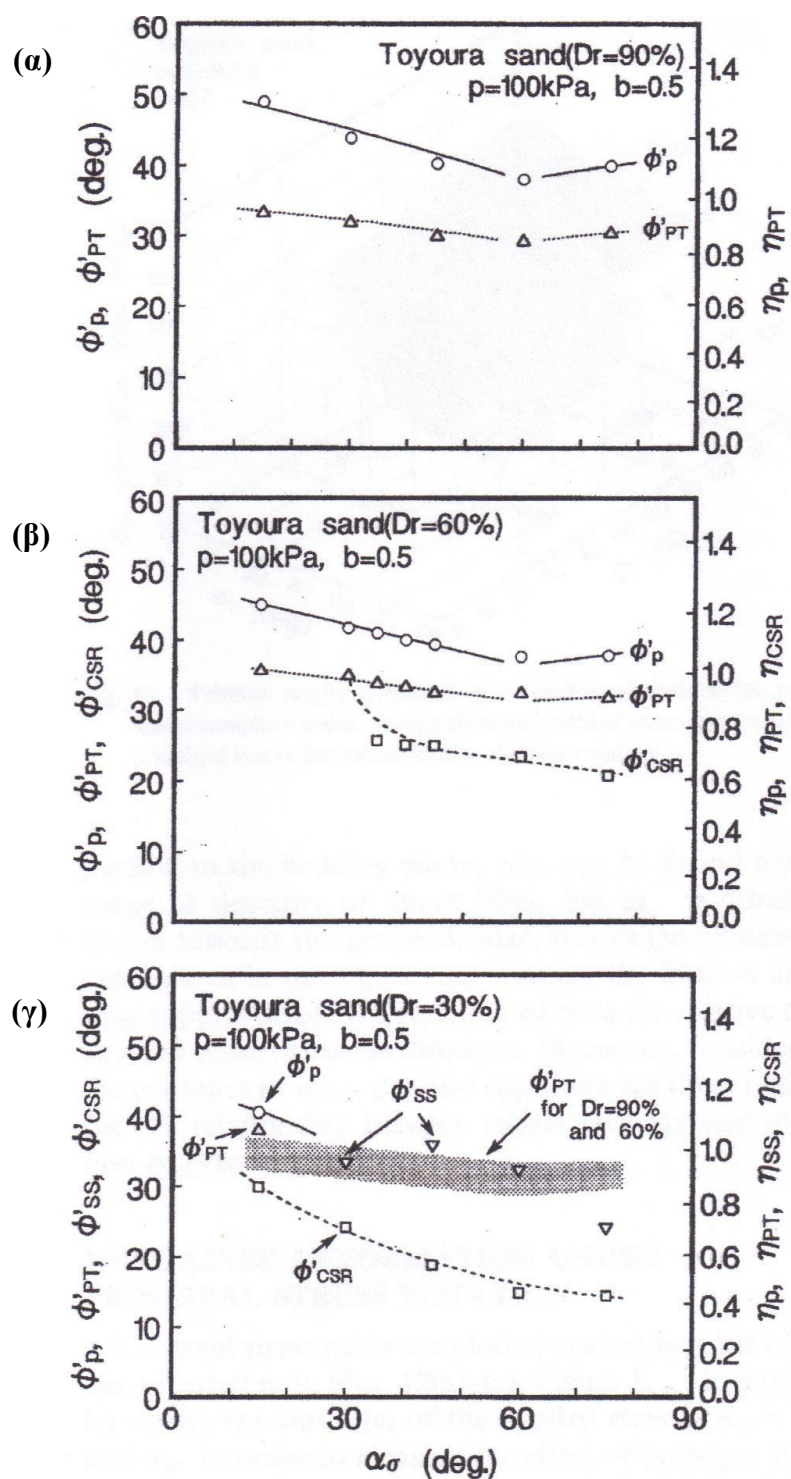 (α)
60
50
40
30
20
10
0
ϕ'p, ϕ'PT (deg.)
Toyoura sand(Dr=90%)
p=100kPa, b=0.5
ϕ'p
ϕ'PT
1.4
1.2
1.0
0.8
0.6
0.4
0.2
0.0
ηp, ηPT
(β)
60
50
40
30
20
10
0
ϕ'p, ϕ'PT, ϕ'CSR (deg.)
Toyoura sand(Dr=60%)
p=100kPa, b=0.5
ϕ'p
ϕ'PT
ϕ'CSR
1.4
1.2
1.0
0.8
0.6
0.4
0.2
0.0
ηp, ηPT, ηCSR
(γ)
60
50
40
30
20
10
0
ϕ'p, ϕ'PT, ϕ'SS, ϕ'CSR (deg.)
Toyoura sand(Dr=30%)
p=100kPa, b=0.5
ϕ'p
ϕ'SS
ϕ'PT
for Dr=90%
and 60%
ϕ'PT
ϕ'CSR
1.4
1.2
1.0
0.8
0.6
0.4
0.2
0.0
ηp, ηPT, ηSS, ηCSR
0
30
60
90
ασ (deg.)